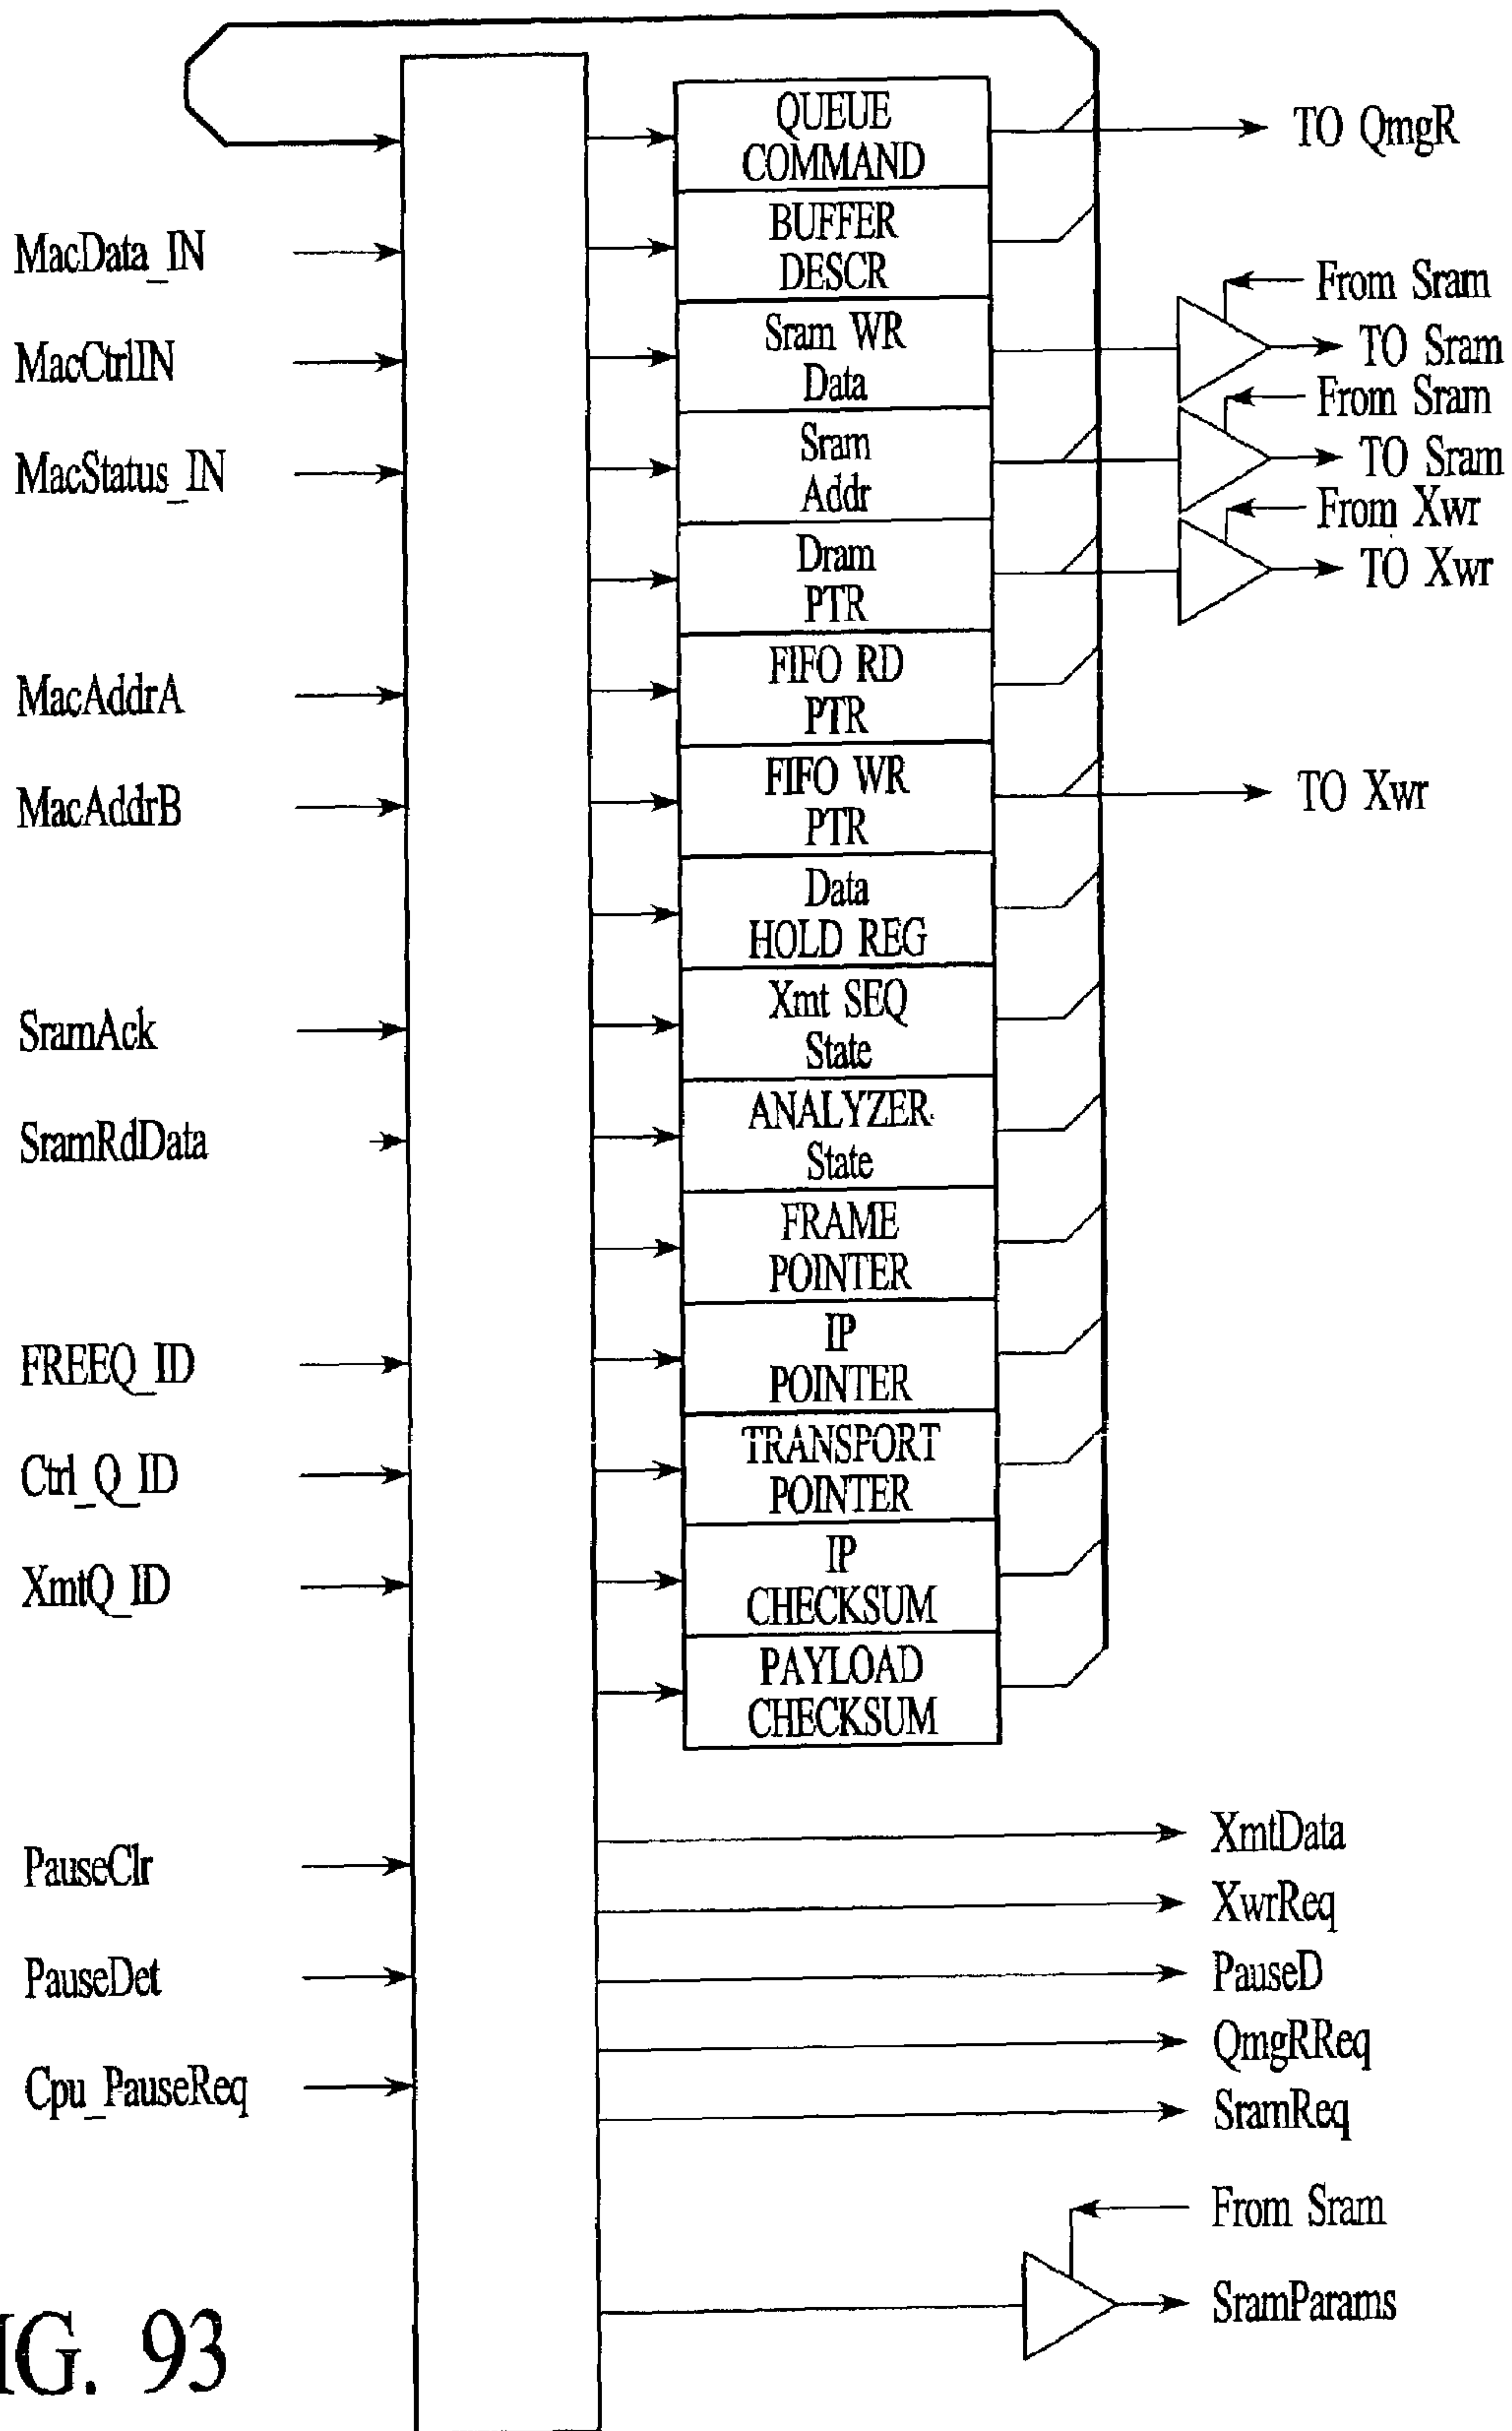 QUEUE
COMMAND
TO QmgR
BUFFER
DESCR
MacData_IN
From Sram
Sram WR
Data
TO Sram
MacCtrlIN
From Sram
Sram
Addr
TO Sram
MacStatus_IN
From Xwr
Dram
PTR
TO Xwr
FIFO RD
PTR
MacAddrA
FIFO WR
PTR
TO Xwr
MacAddrB
Data
HOLD REG
Xmt SEQ
State
SramAck
ANALYZER
State
SramRdData
FRAME
POINTER
IP
POINTER
FREEQ_ID
TRANSPORT
POINTER
Ctrl_Q_ID
IP
CHECKSUM
XmtQ_ID
PAYLOAD
CHECKSUM
XmtData
PauseClr
XwrReq
PauseDet
PauseD
QmgRReq
Cpu_PauseReq
SramReq
From Sram
SramParams
IG. 93